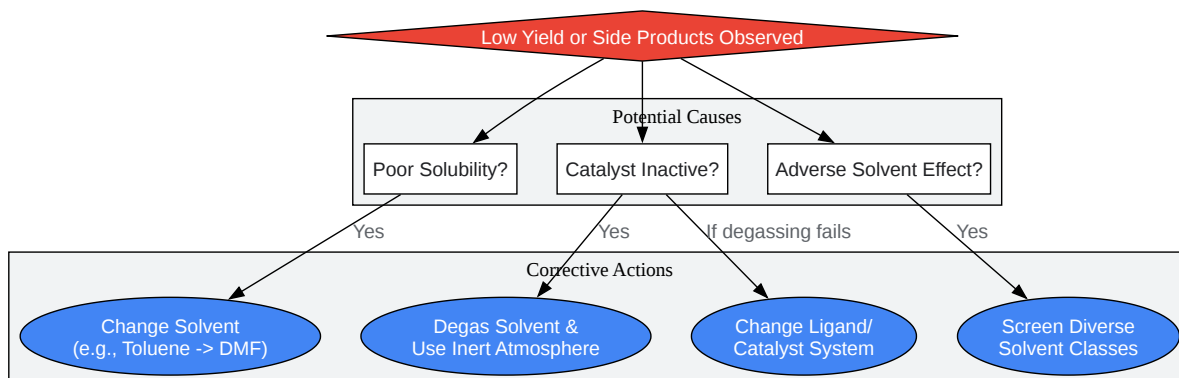 Low Yield or Side Products Observed
Potential Causes
Poor Solubility?
Catalyst Inactive?
Adverse Solvent Effect?
Yes
Yes
If degassing fails
Yes
Corrective Actions
Change Solvent
(e.g., Toluene -> DMF)
Degas Solvent &
Use Inert Atmosphere
Change Ligand/
Catalyst System
Screen Diverse
Solvent Classes